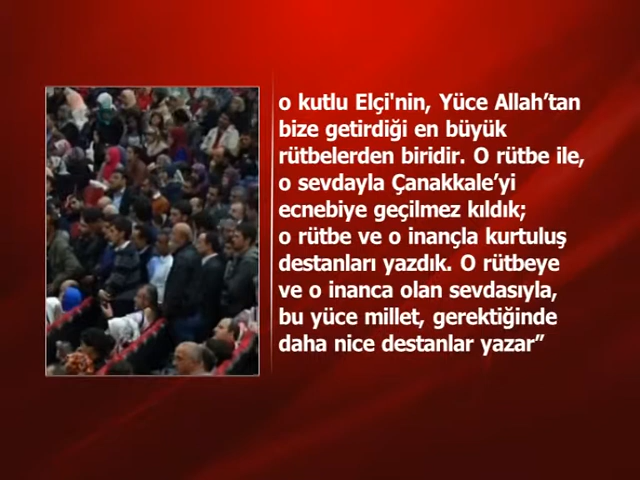 o kutlu Elçi'nin, Yüce Allah’tan
bize getirdiği en büyük
rütbelerden biridir. O rütbe ile,
o sevdayla Çanakkale’yi
ecnebiye geçilmez kıldık;
o rütbe ve o inançla kurtuluş
destanları yazdık. O rütbeye
ve o inanca olan sevdasıyla,
bu yüce millet, gerektiğinde
daha nice destanlar yazar”